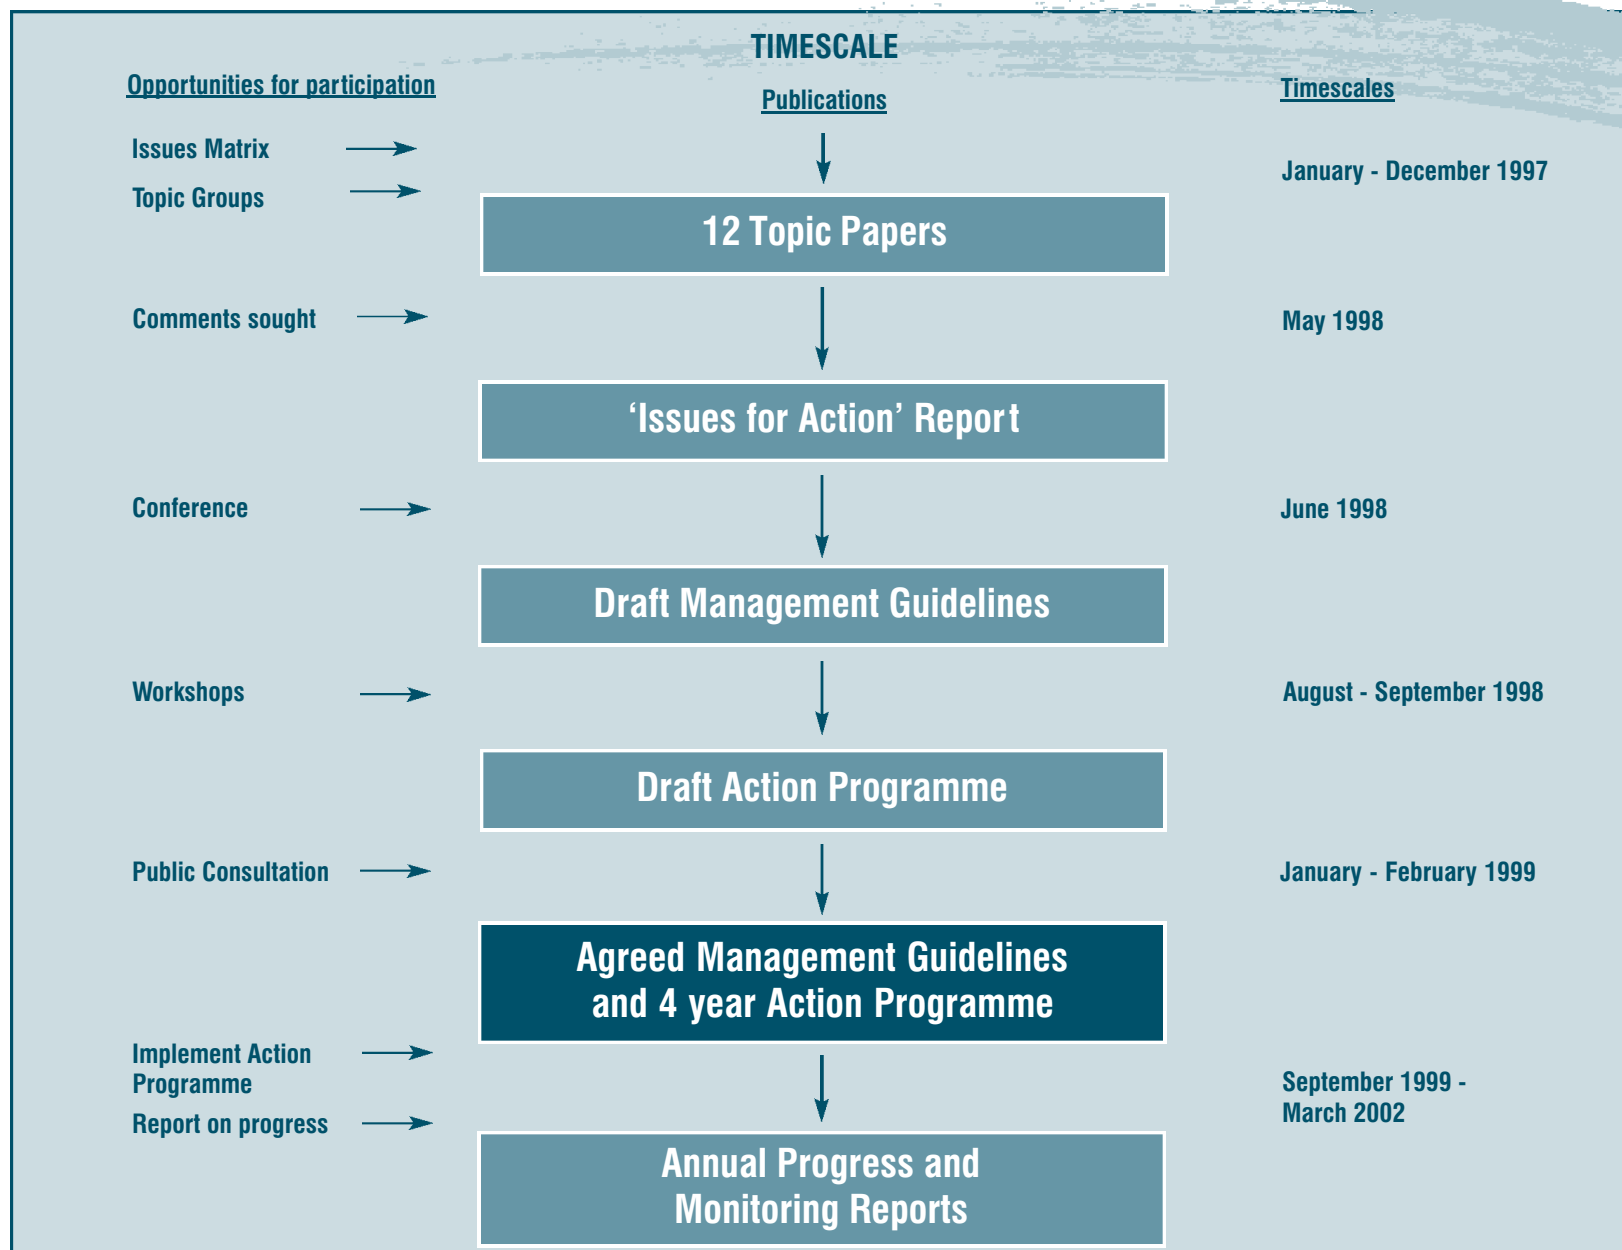 TIMESCALE
Opportunities for participation
Publications
Timescales
Issues Matrix
January - December 1997
Topic Groups
12 Topic Papers
Comments sought
May 1998
‘Issues for Action’ Report
Conference
June 1998
Draft Management Guidelines
Workshops
August - September 1998
Draft Action Programme
Public Consultation
January - February 1999
Agreed Management Guidelines
and 4 year Action Programme
Implement Action
Programme
September 1999 -
March 2002
Report on progress
Annual Progress and
Monitoring Reports